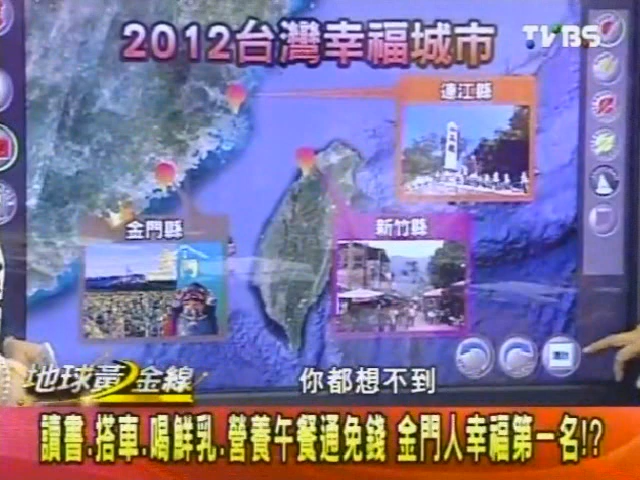 2012台灣幸福城市
TVBS
連江縣
金門縣
新竹縣
地球黃金線
你都想不到
讀書.搭車.喝鮮乳.營養午餐通免錢 金門人幸福第一名!?